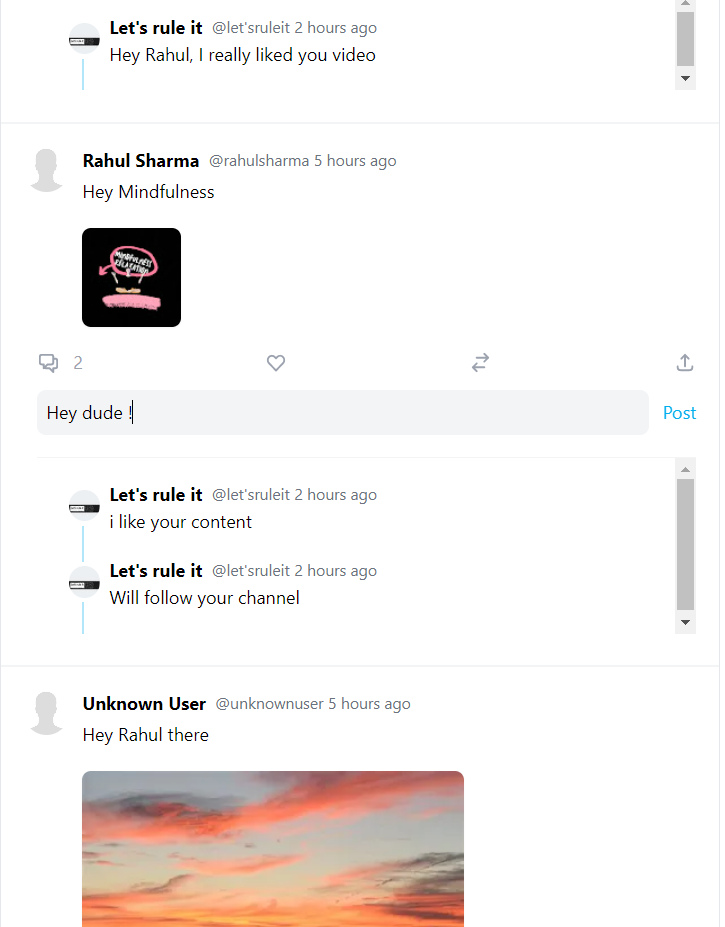 Let's rule it @let'sruleit 2 hours ago
Hey Rahul, I really liked you video
Rahul Sharma @rahulsharma 5 hours ago
Hey Mindfulness
MINDFULNESS
RELAXATION
2
Hey dude !
Post
Let's rule it @let'sruleit 2 hours ago
i like your content
Let's rule it @let'sruleit 2 hours ago
Will follow your channel
Unknown User @unknownuser 5 hours ago
Hey Rahul there